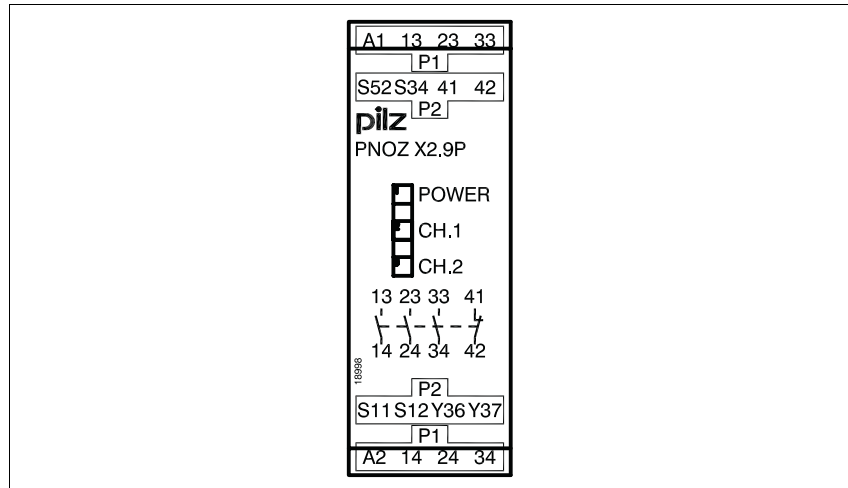 A1 13 23 33
P1
S52 S34 41 42
P2
pilz
PNOZ X2.9P
POWER
CH.1
CH.2
13 23 33 41
14 24 34 42
18998
P2
S11 S12 Y36 Y37
P1
A2 14 24 34